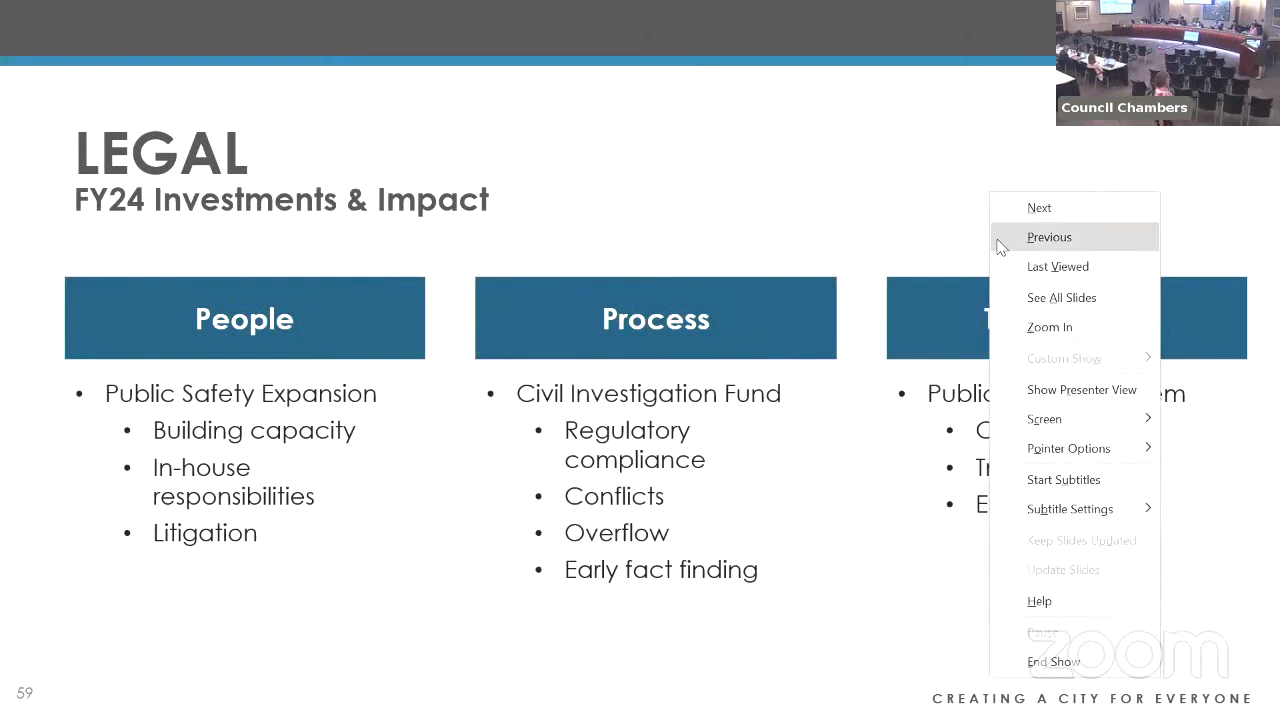 Council Chambers
LEGAL
FY24 Investments & Impact
People
• Public Safety Expansion
• Building capacity
• In-house
responsibilities
• Litigation
Process
• Civil Investigation Fund
• Regulatory
compliance
• Conflicts
• Overflow
• Early fact finding
Next
Previous
Last Viewed
See All Slides
Zoom In
Custom Show
Show Presenter View
Screen
Pointer Options
Start Subtitles
Subtitle Settings
Keep Slides Updated
Update Slides
Help
Pause
End Show
zoom
59
CREATING A CITY FOR EVERYONE